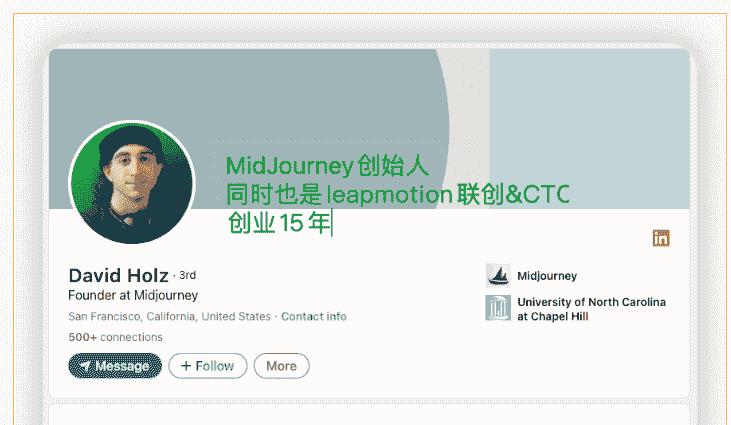 MidJourney创始人
同时也是leapmotion联创&CTO
创业15年
in
David Holz · 3rd
Founder at Midjourney
San Francisco, California, United States · Contact info
500+ connections
Message
+ Follow
More
Midjourney
University of North Carolina
at Chapel Hill